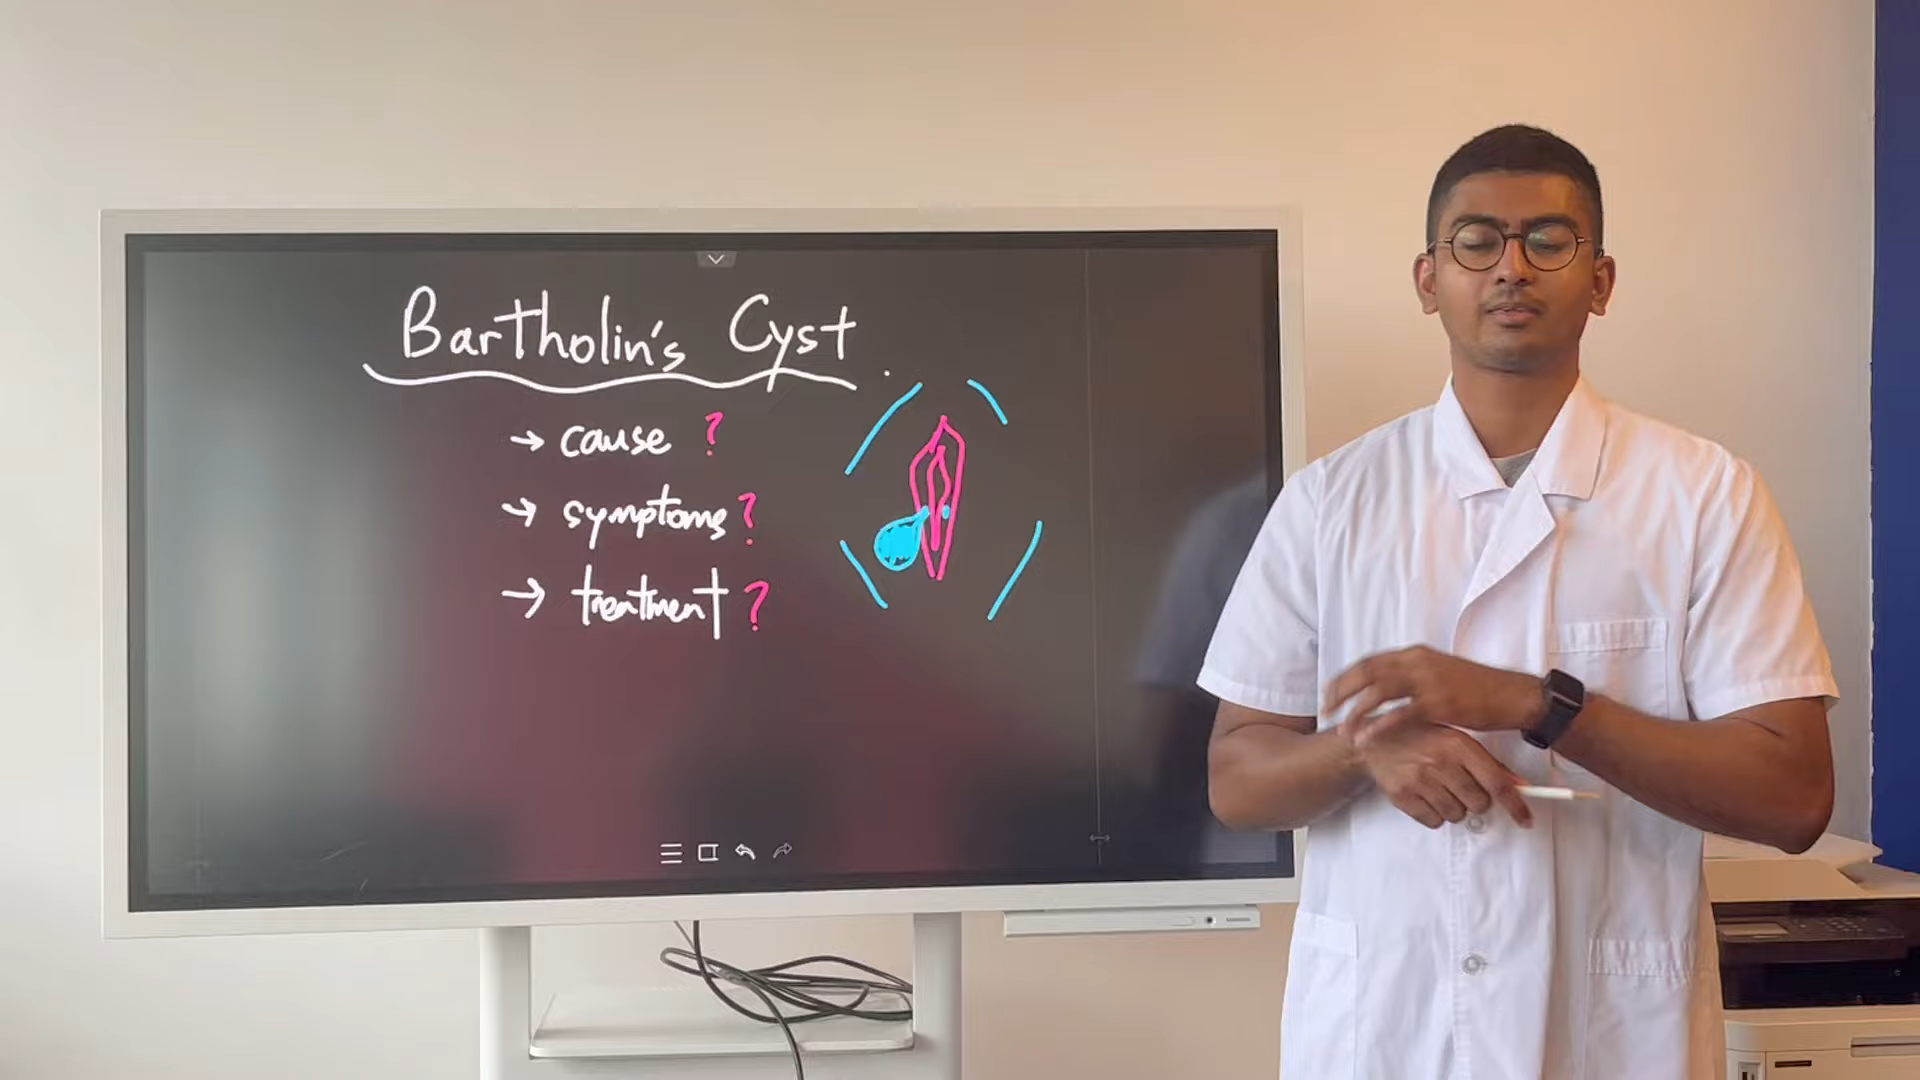 Bartholin's Cyst
→ cause ?
→ symptoms ?
→ treatment ?